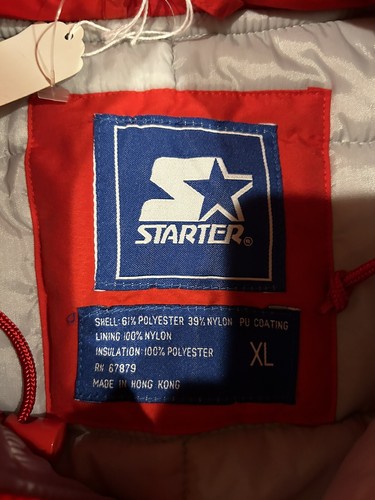 STARTER®
SHELL: 61% POLYESTER 39% NYLON PU COATING
LINING 100% NYLON
INSULATION: 100% POLYESTER
RN 67879
MADE IN HONG KONG
XL